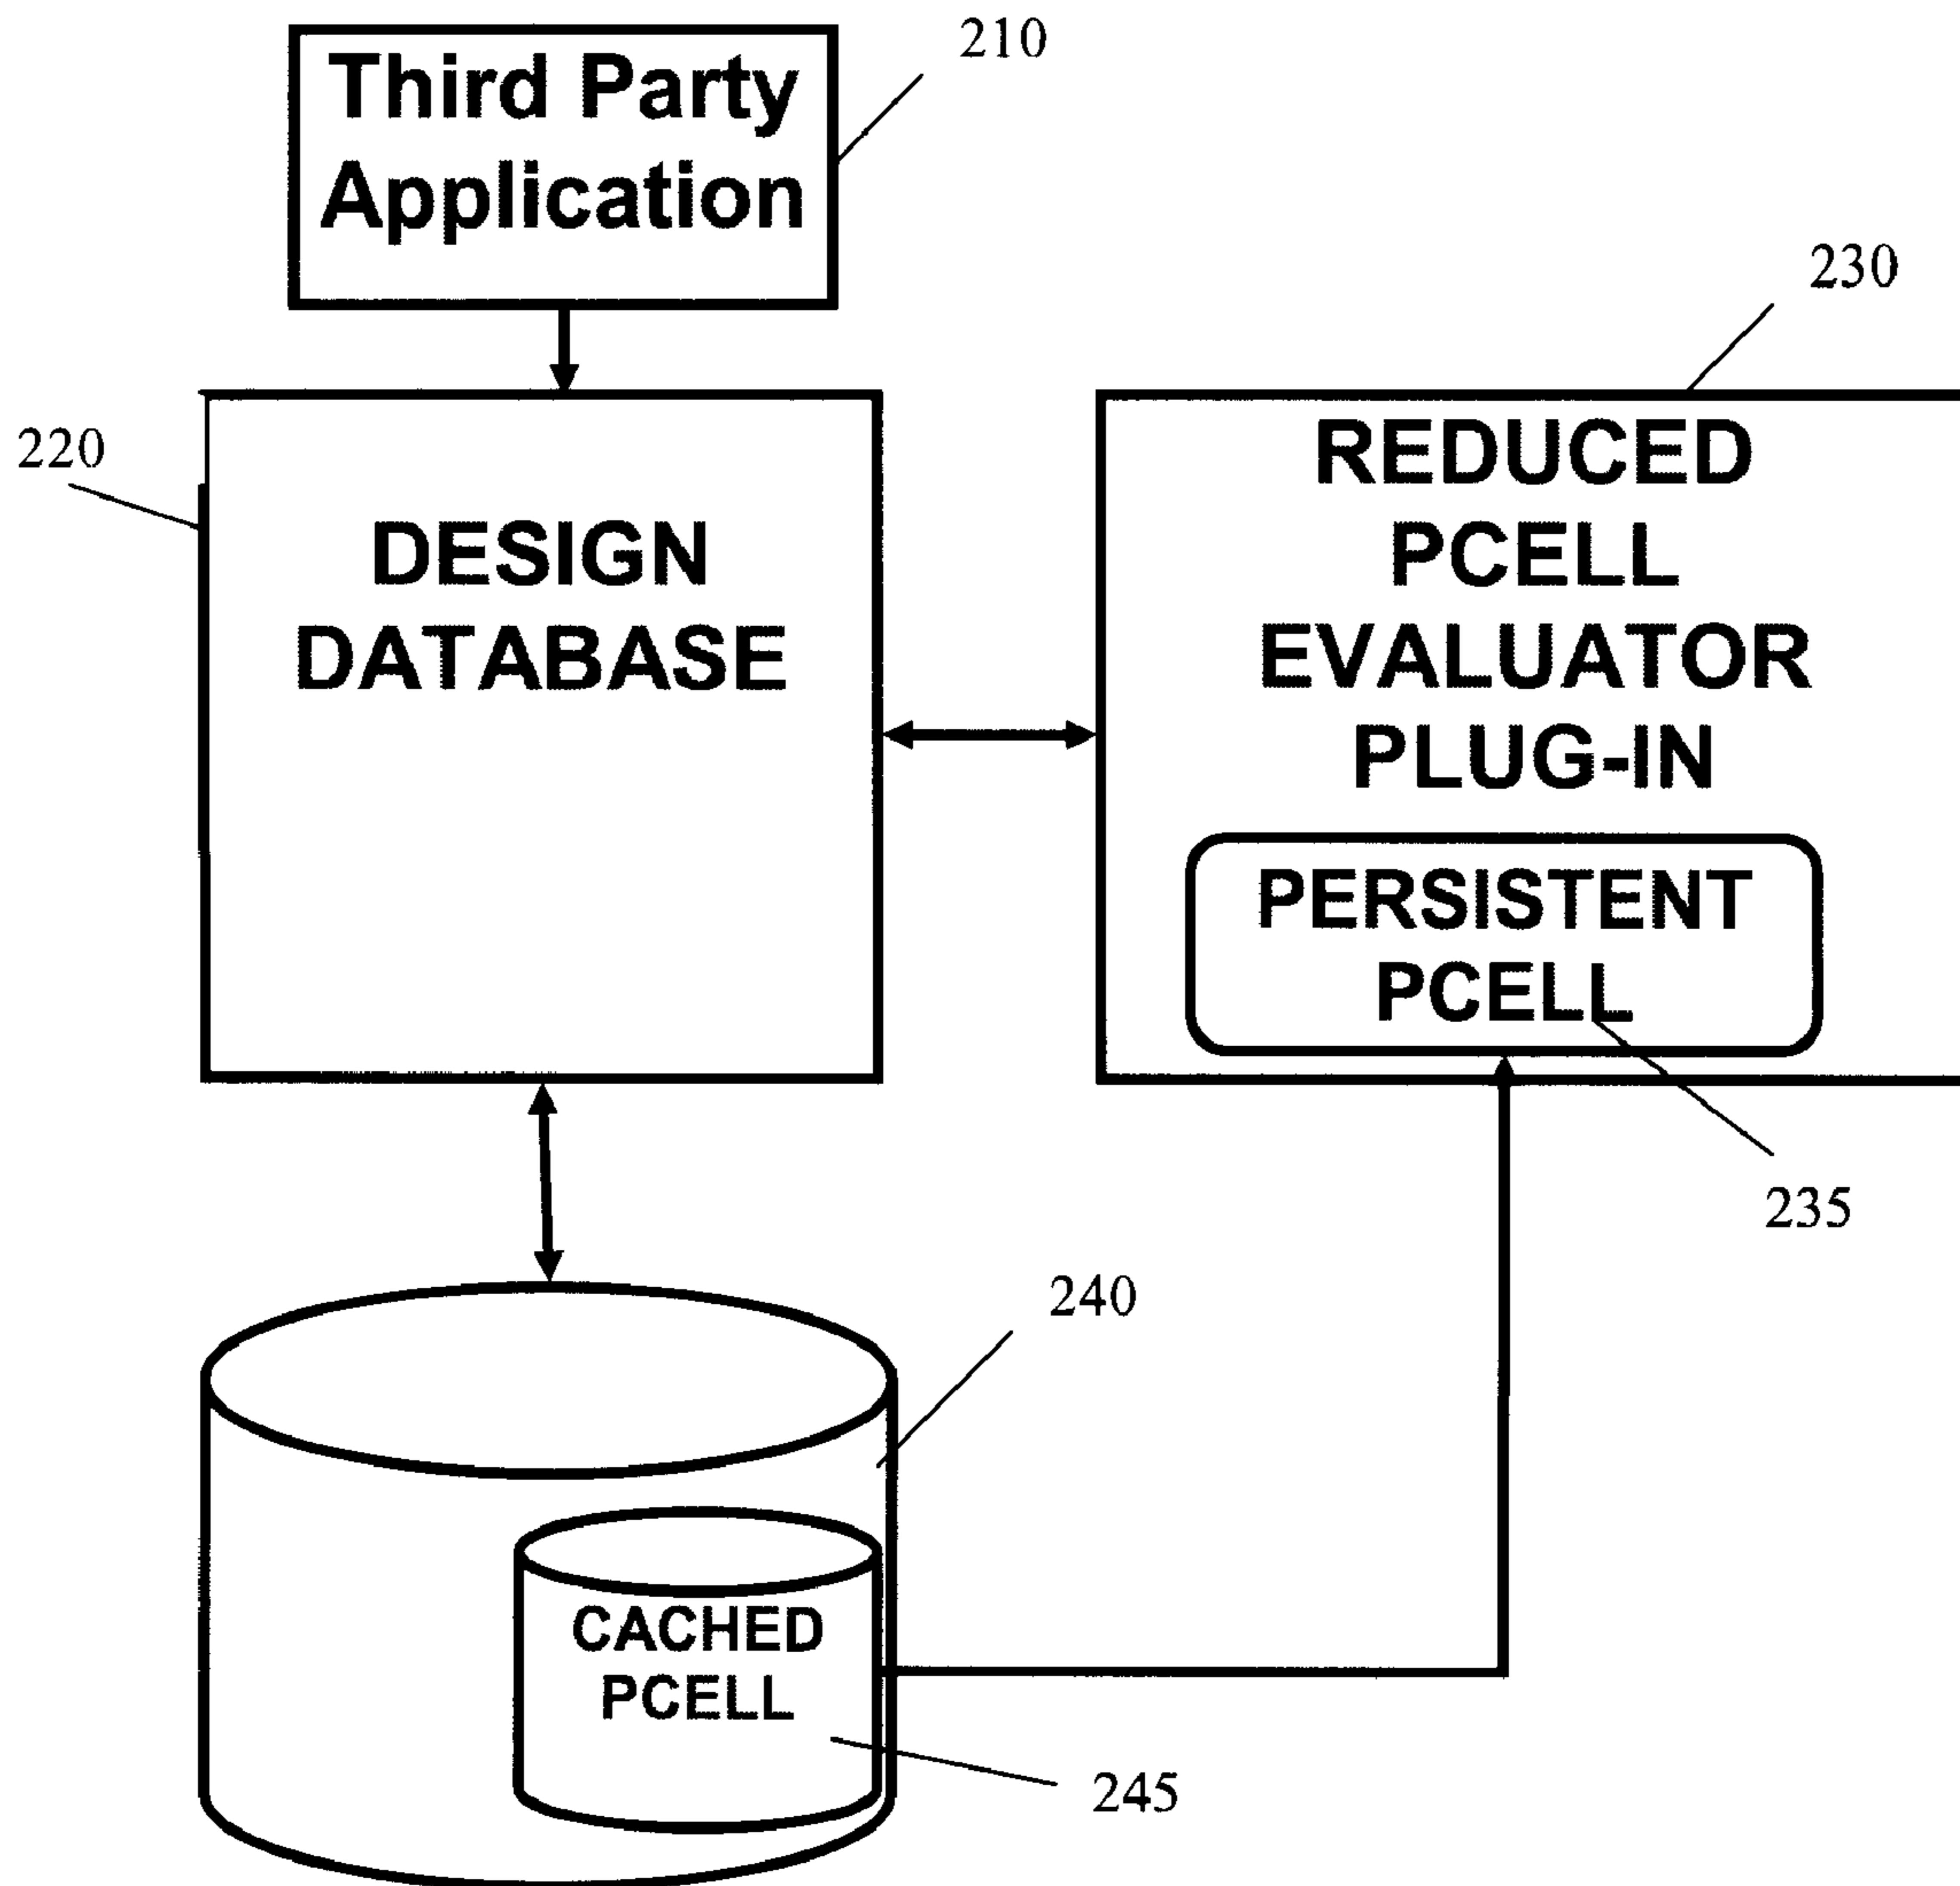 Third Party
Application
210
220
DESIGN
DATABASE
230
REDUCED
PCELL
EVALUATOR
PLUG-IN
PERSISTENT
PCELL
235
240
CACHED
PCELL
245